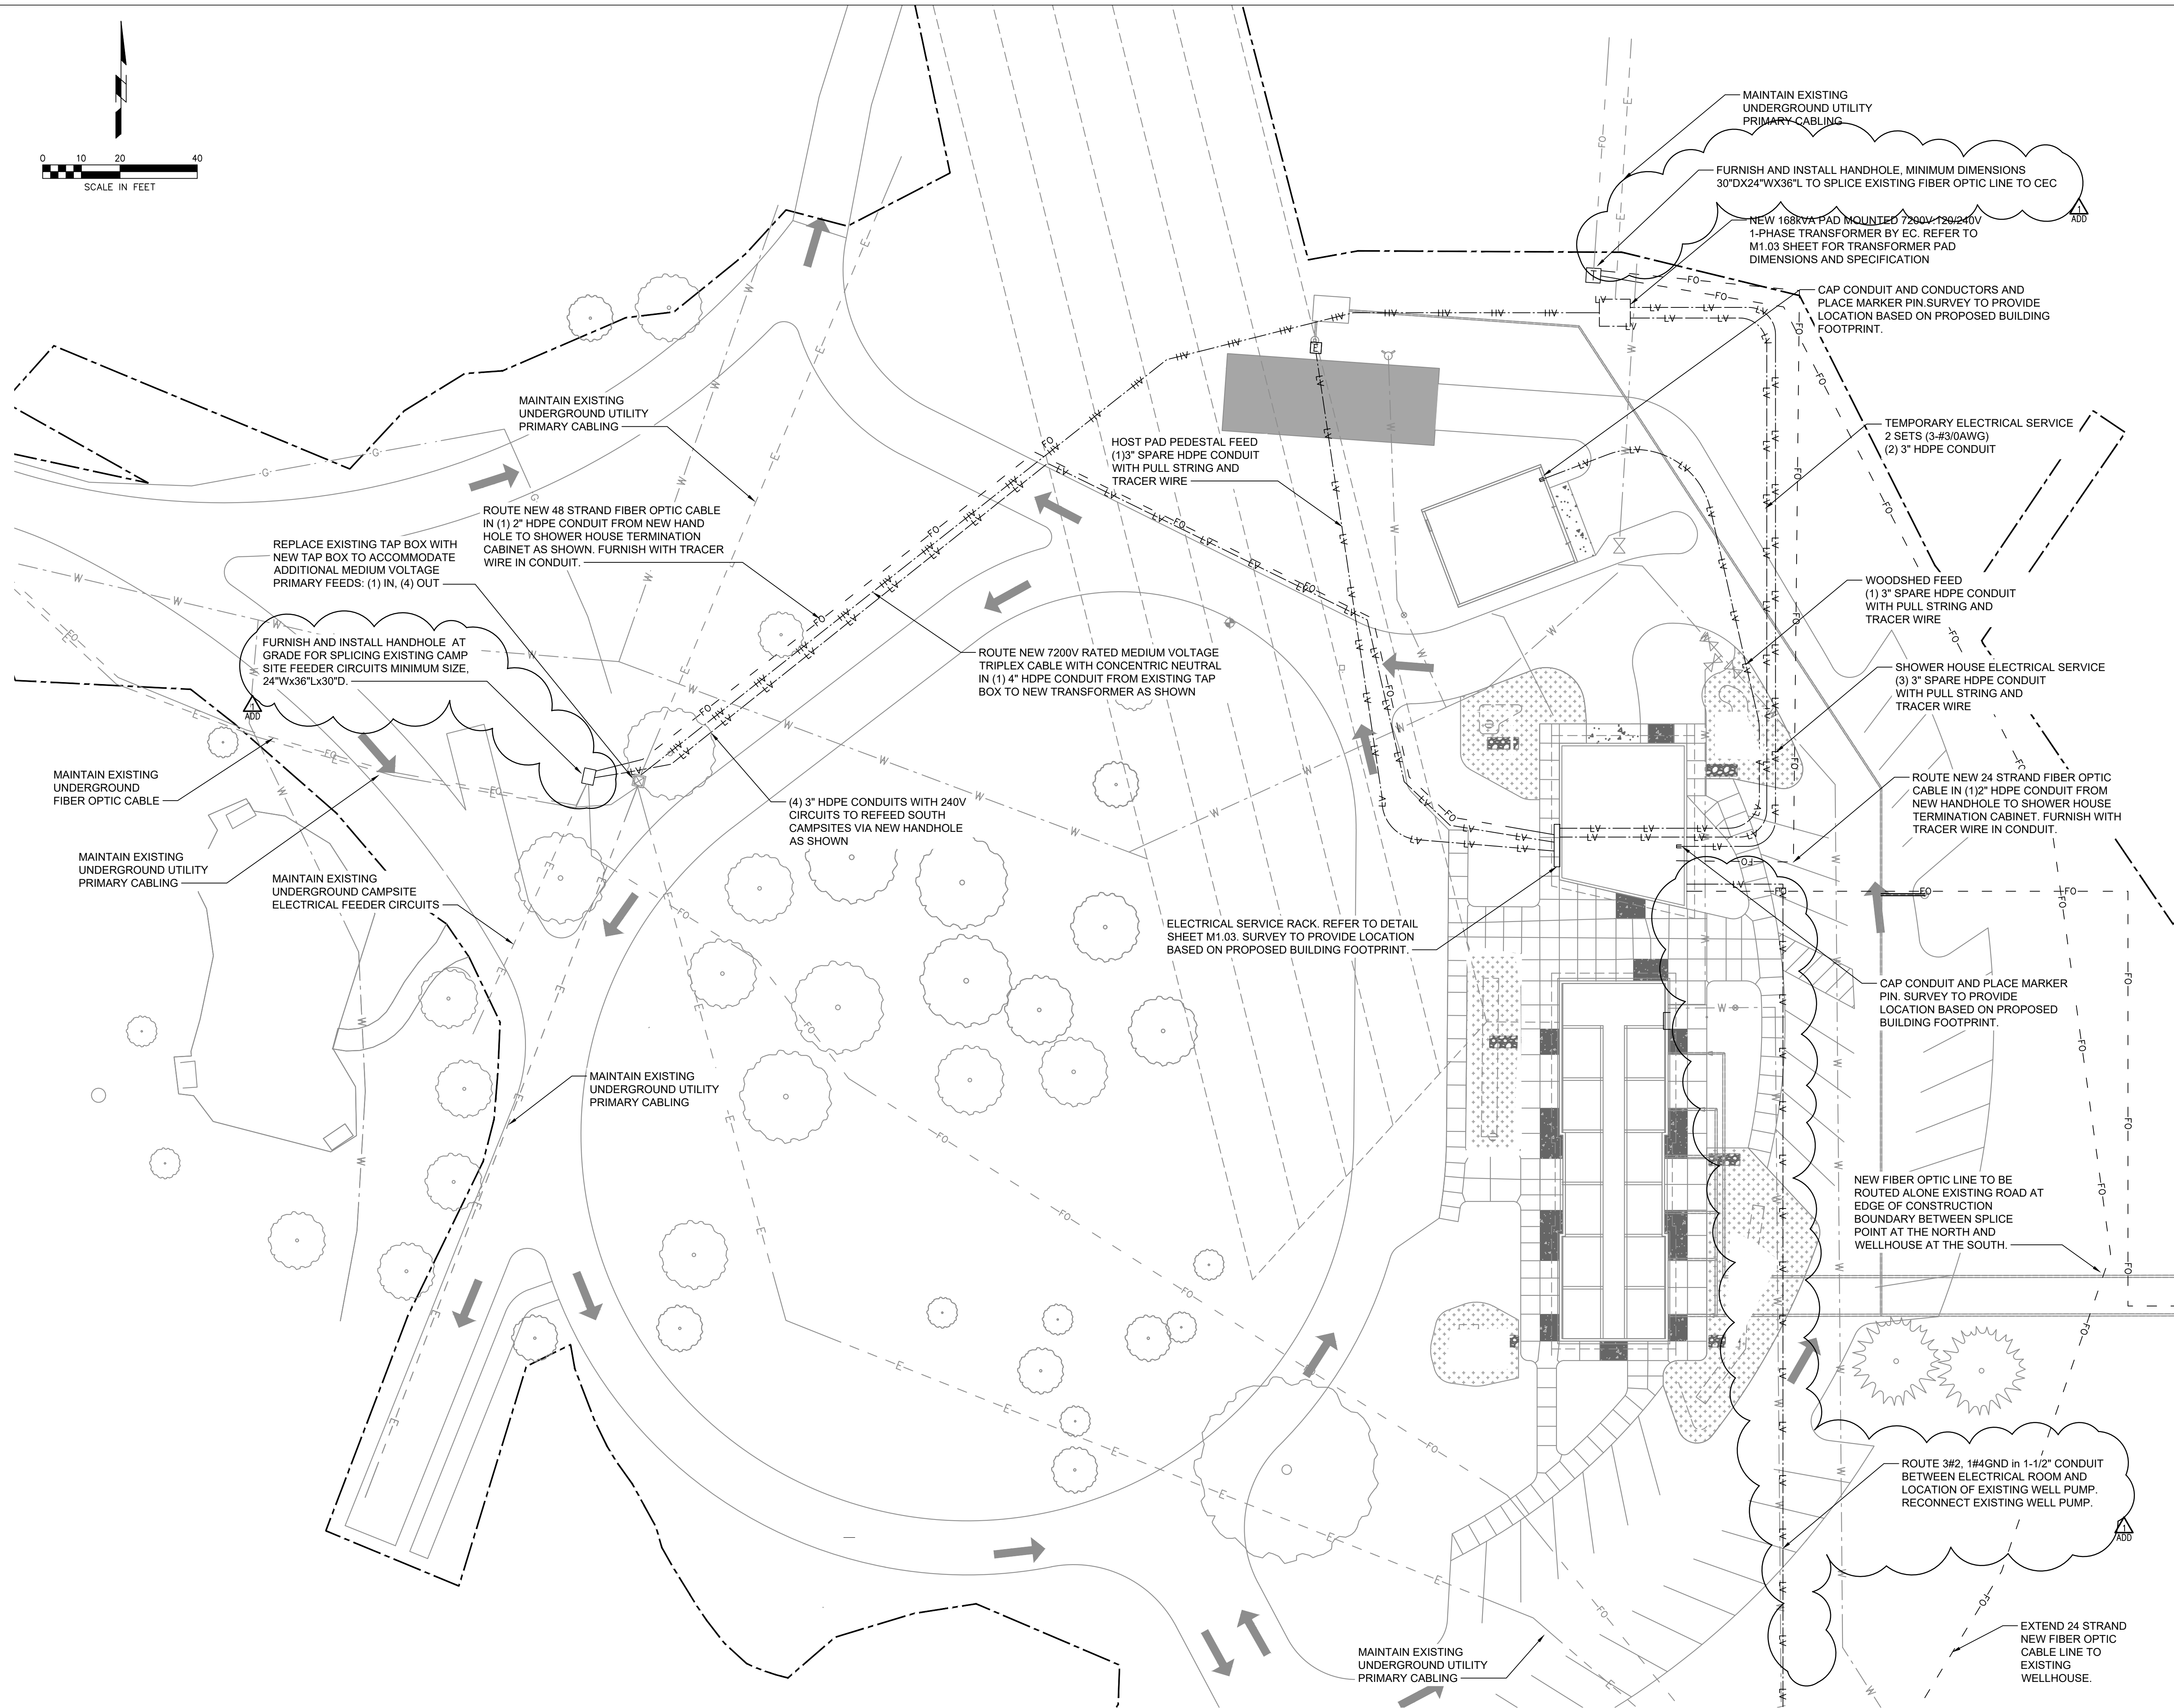 0 10 20 40
SCALE IN FEET
MAINTAIN EXISTING
UNDERGROUND UTILITY
PRIMARY CABLING
FURNISH AND INSTALL HANDHOLE, MINIMUM DIMENSIONS
30"DX24"WX36"L TO SPLICE EXISTING FIBER OPTIC LINE TO CEC
1
ADD
NEW 168kVA PAD MOUNTED 7200V:120/240V
1-PHASE TRANSFORMER BY EC. REFER TO
M1.03 SHEET FOR TRANSFORMER PAD
DIMENSIONS AND SPECIFICATION
CAP CONDUIT AND CONDUCTORS AND
PLACE MARKER PIN.SURVEY TO PROVIDE
LOCATION BASED ON PROPOSED BUILDING
FOOTPRINT.
T
E
MAINTAIN EXISTING
UNDERGROUND UTILITY
PRIMARY CABLING
HOST PAD PEDESTAL FEED
(1)3" SPARE HDPE CONDUIT
WITH PULL STRING AND
TRACER WIRE
TEMPORARY ELECTRICAL SERVICE
2 SETS (3-#3/0AWG)
(2) 3" HDPE CONDUIT
ROUTE NEW 48 STRAND FIBER OPTIC CABLE
IN (1) 2" HDPE CONDUIT FROM NEW HAND
HOLE TO SHOWER HOUSE TERMINATION
CABINET AS SHOWN. FURNISH WITH TRACER
WIRE IN CONDUIT.
REPLACE EXISTING TAP BOX WITH
NEW TAP BOX TO ACCOMMODATE
ADDITIONAL MEDIUM VOLTAGE
PRIMARY FEEDS: (1) IN, (4) OUT
WOODSHED FEED
(1) 3" SPARE HDPE CONDUIT
WITH PULL STRING AND
TRACER WIRE
FURNISH AND INSTALL HANDHOLE AT
GRADE FOR SPLICING EXISTING CAMP
SITE FEEDER CIRCUITS MINIMUM SIZE,
24"Wx36"Lx30"D.
1
ADD
ROUTE NEW 7200V RATED MEDIUM VOLTAGE
TRIPLEX CABLE WITH CONCENTRIC NEUTRAL
IN (1) 4" HDPE CONDUIT FROM EXISTING TAP
BOX TO NEW TRANSFORMER AS SHOWN
SHOWER HOUSE ELECTRICAL SERVICE
(3) 3" SPARE HDPE CONDUIT
WITH PULL STRING AND
TRACER WIRE
MAINTAIN EXISTING
UNDERGROUND
FIBER OPTIC CABLE
(4) 3" HDPE CONDUITS WITH 240V
CIRCUITS TO REFEED SOUTH
CAMPSITES VIA NEW HANDHOLE
AS SHOWN
ROUTE NEW 24 STRAND FIBER OPTIC
CABLE IN (1)2" HDPE CONDUIT FROM
NEW HANDHOLE TO SHOWER HOUSE
TERMINATION CABINET. FURNISH WITH
TRACER WIRE IN CONDUIT.
MAINTAIN EXISTING
UNDERGROUND UTILITY
PRIMARY CABLING
MAINTAIN EXISTING
UNDERGROUND CAMPSITE
ELECTRICAL FEEDER CIRCUITS
ELECTRICAL SERVICE RACK. REFER TO DETAIL
SHEET M1.03. SURVEY TO PROVIDE LOCATION
BASED ON PROPOSED BUILDING FOOTPRINT.
CAP CONDUIT AND PLACE MARKER
PIN. SURVEY TO PROVIDE
LOCATION BASED ON PROPOSED
BUILDING FOOTPRINT.
MAINTAIN EXISTING
UNDERGROUND UTILITY
PRIMARY CABLING
NEW FIBER OPTIC LINE TO BE
ROUTED ALONE EXISTING ROAD AT
EDGE OF CONSTRUCTION
BOUNDARY BETWEEN SPLICE
POINT AT THE NORTH AND
WELLHOUSE AT THE SOUTH.
ROUTE 3#2, 1#4GND in 1-1/2" CONDUIT
BETWEEN ELECTRICAL ROOM AND
LOCATION OF EXISTING WELL PUMP.
RECONNECT EXISTING WELL PUMP.
1
ADD
EXTEND 24 STRAND
NEW FIBER OPTIC
CABLE LINE TO
EXISTING
WELLHOUSE.
MAINTAIN EXISTING
UNDERGROUND UTILITY
PRIMARY CABLING